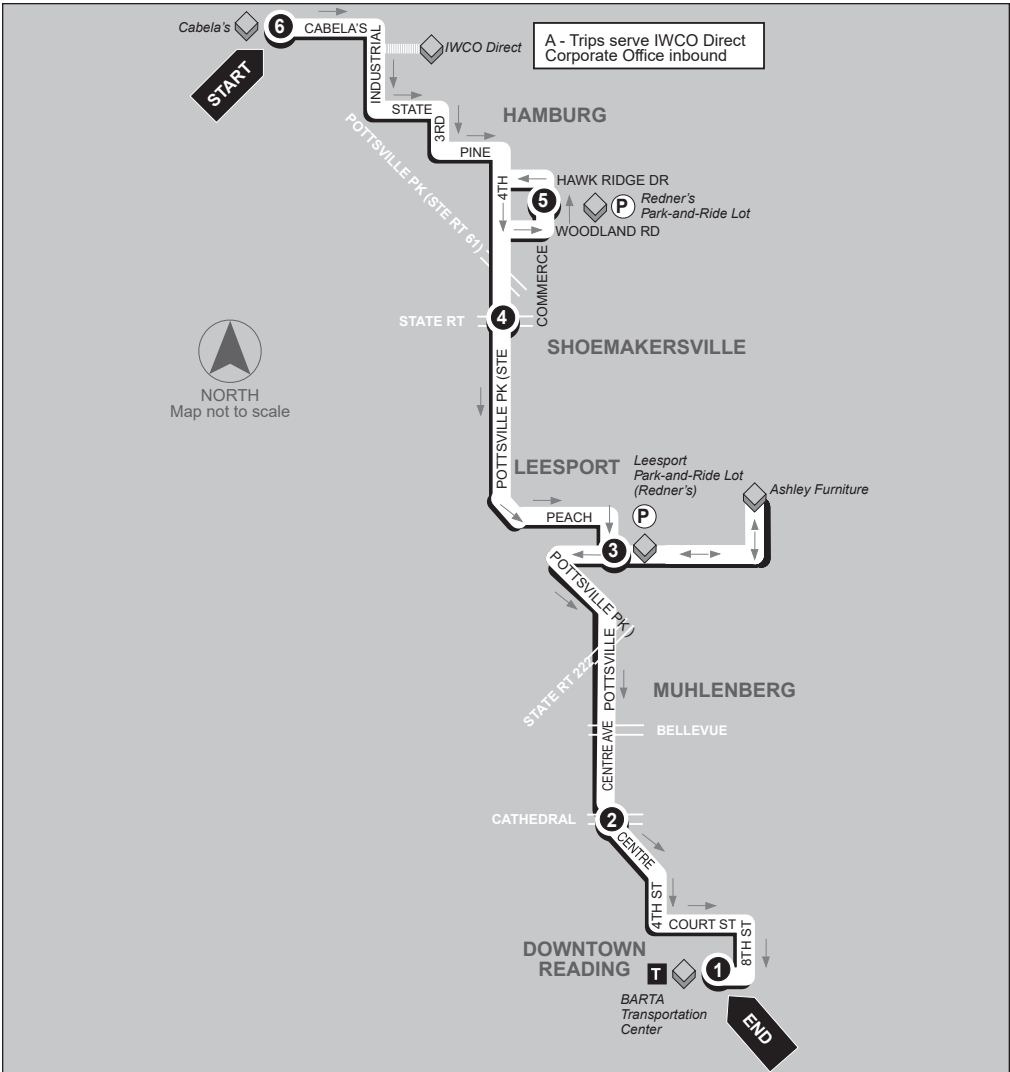 Cabela's
6
CABELA'S
START
INDUSTRIAL
IWCO Direct
A - Trips serve IWCO Direct
Corporate Office inbound
STATE
3RD
HAMBURG
PINE
POTTSVILLE PK (STE RT 61)
4TH
HAWK RIDGE DR
5
P
Redner's
Park-and-Ride Lot
WOODLAND RD
COMMERCE
STATE RT
4
SHOEMAKERSVILLE
NORTH
Map not to scale
POTTSVILLE PK (STE
LEESPORT
Leesport
Park-and-Ride Lot
(Redner's)
P
Ashley Furniture
PEACH
3
POTTSVILLE PK)
STATE RT 222
POTTSVILLE
MUHLENBERG
CENTRE AVE
BELLEVUE
CATHEDRAL
2
CENTRE
4TH ST
COURT ST
8TH ST
DOWNTOWN
READING
T
1
BARTA
Transportation
Center
END